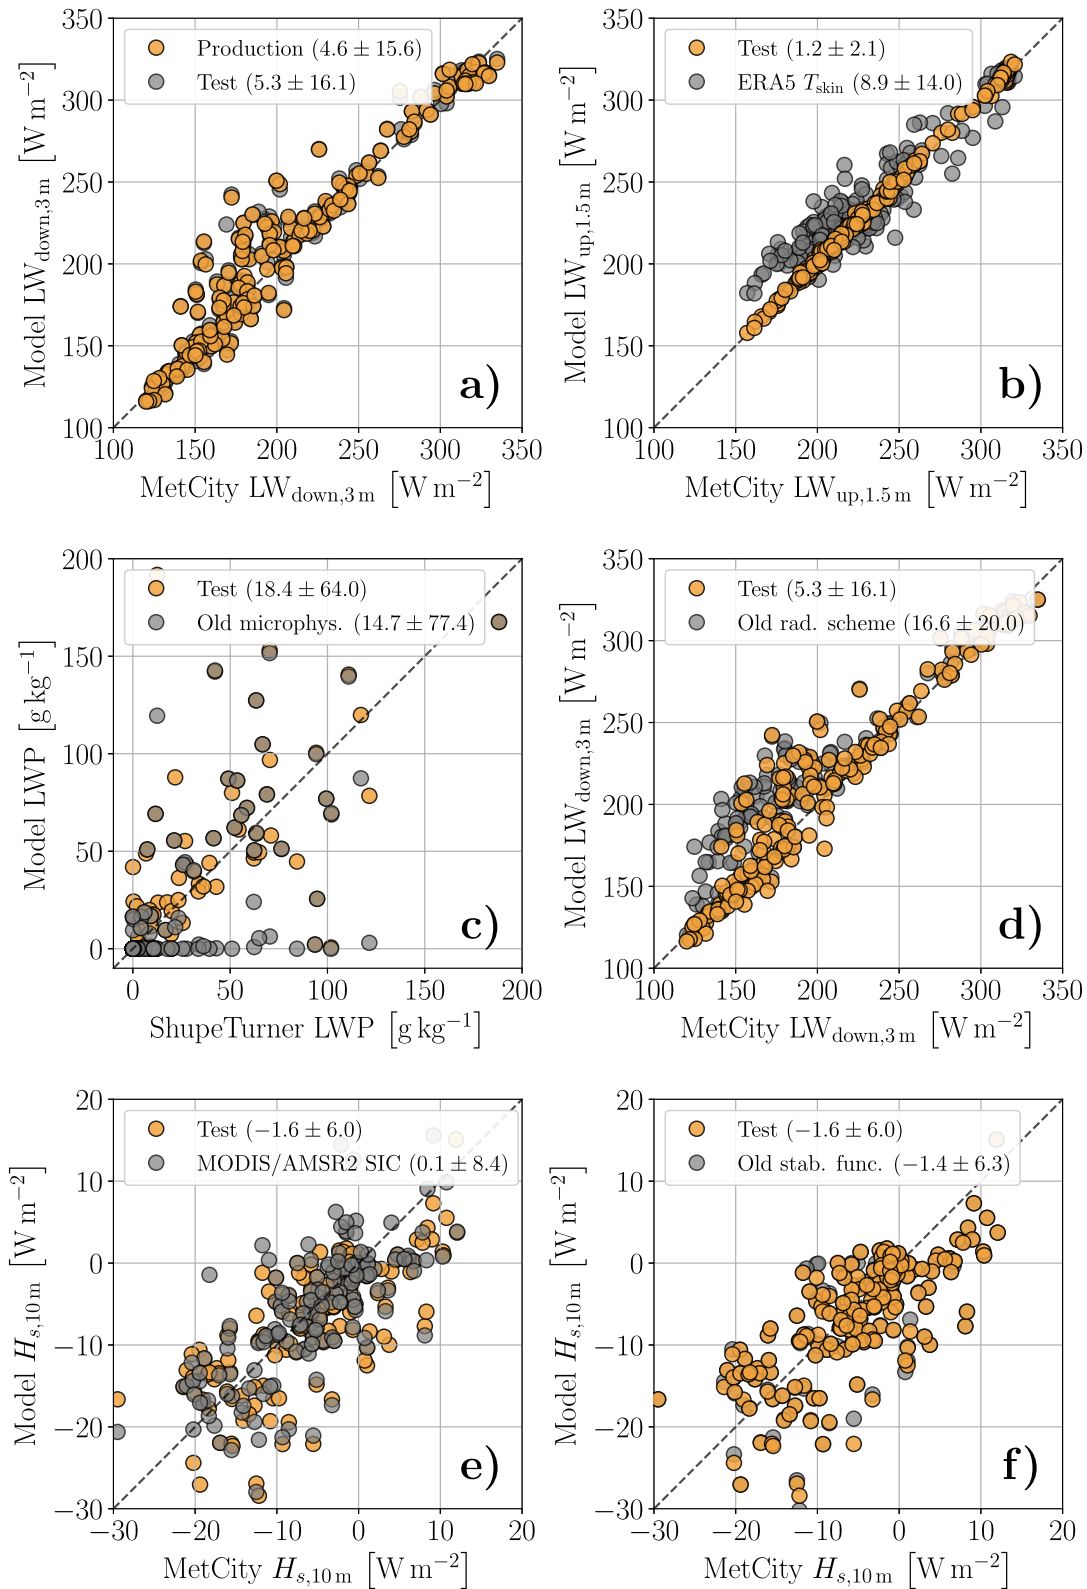 350
300
250
200
150
100
Model LW_down,3 m [W m−2]
Production (4.6 ± 15.6)
Test (5.3 ± 16.1)
a)
100 150 200 250 300 350
MetCity LW_down,3 m [W m−2]
350
300
250
200
150
100
Model LW_up,1.5 m [W m−2]
Test (1.2 ± 2.1)
ERA5 T_skin (8.9 ± 14.0)
b)
100 150 200 250 300 350
MetCity LW_up,1.5 m [W m−2]
200
150
100
50
0
Model LWP [g kg−1]
Test (18.4 ± 64.0)
Old microphys. (14.7 ± 77.4)
c)
0 50 100 150 200
ShupeTurner LWP [g kg−1]
350
300
250
200
150
100
Model LW_down,3 m [W m−2]
Test (5.3 ± 16.1)
Old rad. scheme (16.6 ± 20.0)
d)
100 150 200 250 300 350
MetCity LW_down,3 m [W m−2]
20
10
0
−10
−20
−30
Model H_s,10 m [W m−2]
Test (−1.6 ± 6.0)
MODIS/AMSR2 SIC (0.1 ± 8.4)
e)
−30 −20 −10 0 10 20
MetCity H_s,10 m [W m−2]
20
10
0
−10
−20
−30
Model H_s,10 m [W m−2]
Test (−1.6 ± 6.0)
Old stab. func. (−1.4 ± 6.3)
f)
−30 −20 −10 0 10 20
MetCity H_s,10 m [W m−2]